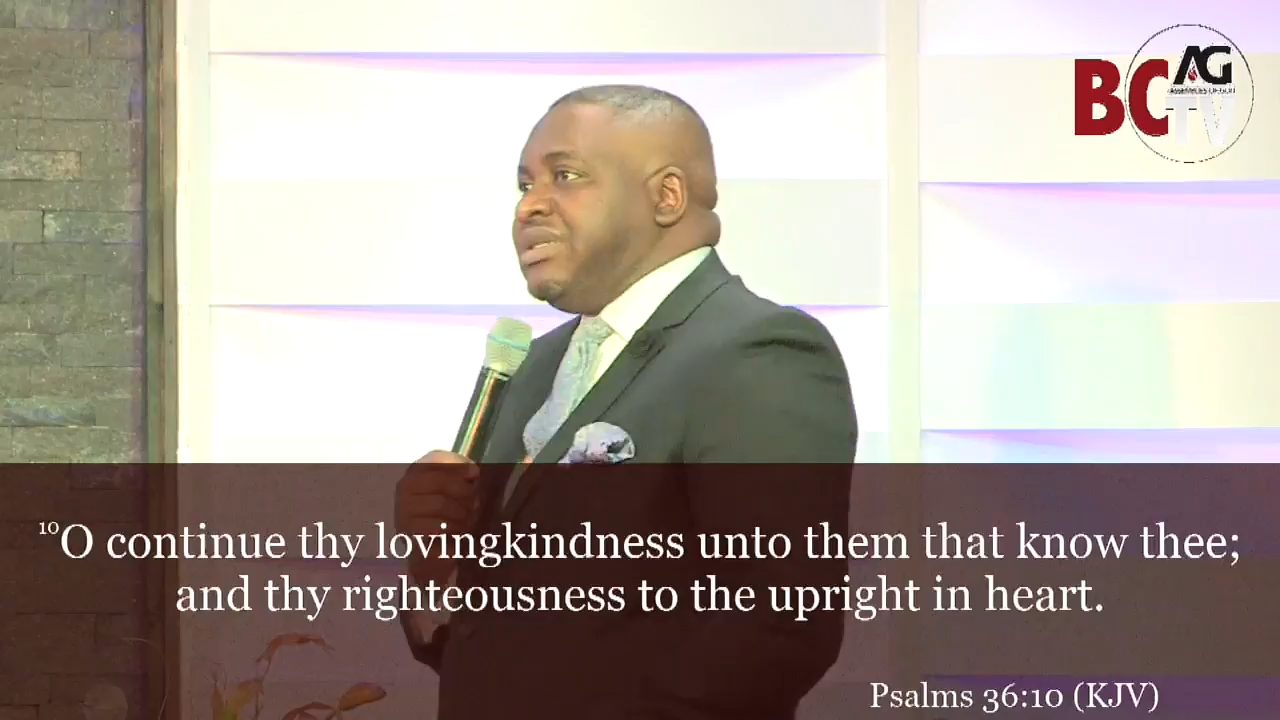 BC
AG
ASSEMBLIES OF GOD
TV
¹⁰O continue thy lovingkindness unto them that know thee;
and thy righteousness to the upright in heart.
Psalms 36:10 (KJV)